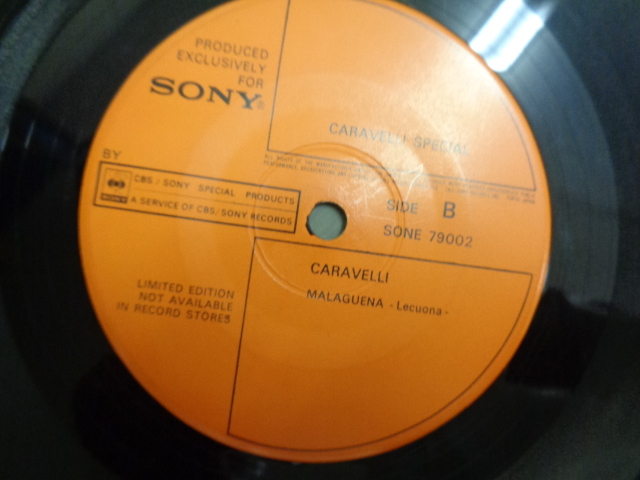 PRODUCED
EXCLUSIVELY
FOR
SONY®
CARAVELLI SPECIAL
BY
CBS / SONY SPECIAL PRODUCTS
A SERVICE OF CBS/SONY RECORDS
SIDE B
SONE 79002
CARAVELLI
MALAGUENA - Lecuona -
LIMITED EDITION
NOT AVAILABLE
IN RECORD STORES